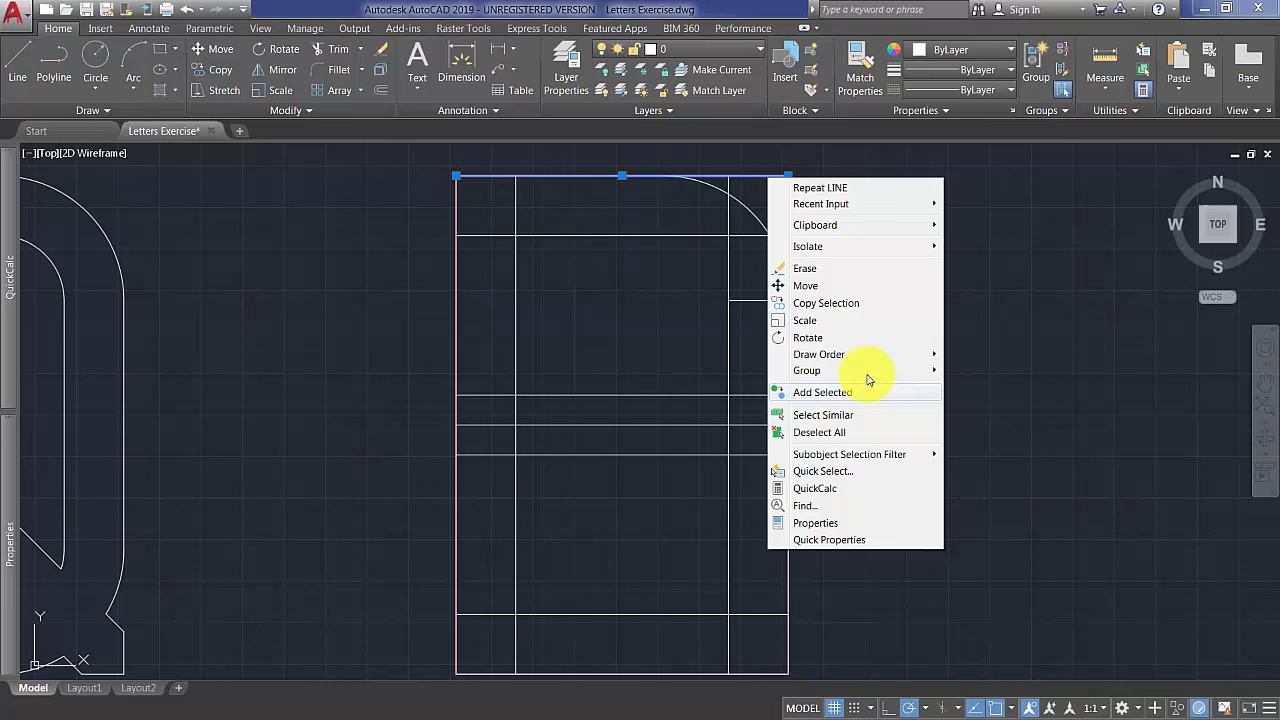 Autodesk AutoCAD 2019 - UNREGISTERED VERSION Letters Exercise.dwg
Type a keyword or phrase
Sign In
Home Insert Annotate Parametric View Manage Output Add-ins Raster Tools Express Tools Featured Apps BIM 360 Performance
Line Polyline Circle Arc
Move Rotate Trim
Copy Mirror Fillet
Stretch Scale Array
Text Dimension Table
Layer Properties
0
Make Current
Match Layer
Insert
Match Properties
ByLayer
ByLayer
ByLayer
Group Measure Paste Base
Draw Modify Annotation Layers Block Properties Groups Utilities Clipboard View
Start Letters Exercise*
[−][Top][2D Wireframe]
QuickCalc
Properties
Repeat LINE
Recent Input
Clipboard
Isolate
Erase
Move
Copy Selection
Scale
Rotate
Draw Order
Group
Add Selected
Select Similar
Deselect All
Subobject Selection Filter
Quick Select...
QuickCalc
Find...
Properties
Quick Properties
N
W TOP E
S
WCS
Y
X
Model Layout1 Layout2
MODEL 1:1